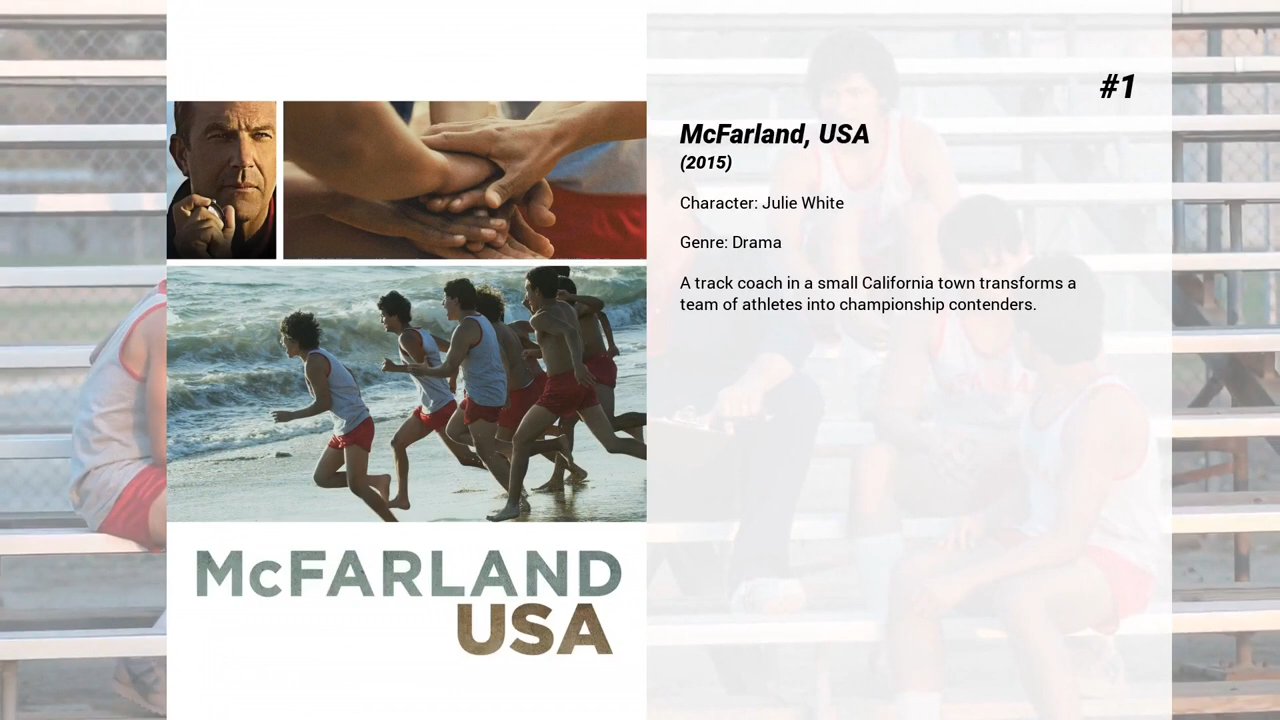 #1
McFarland, USA
(2015)
Character: Julie White
Genre: Drama
A track coach in a small California town transforms a
team of athletes into championship contenders.
McFARLAND
USA